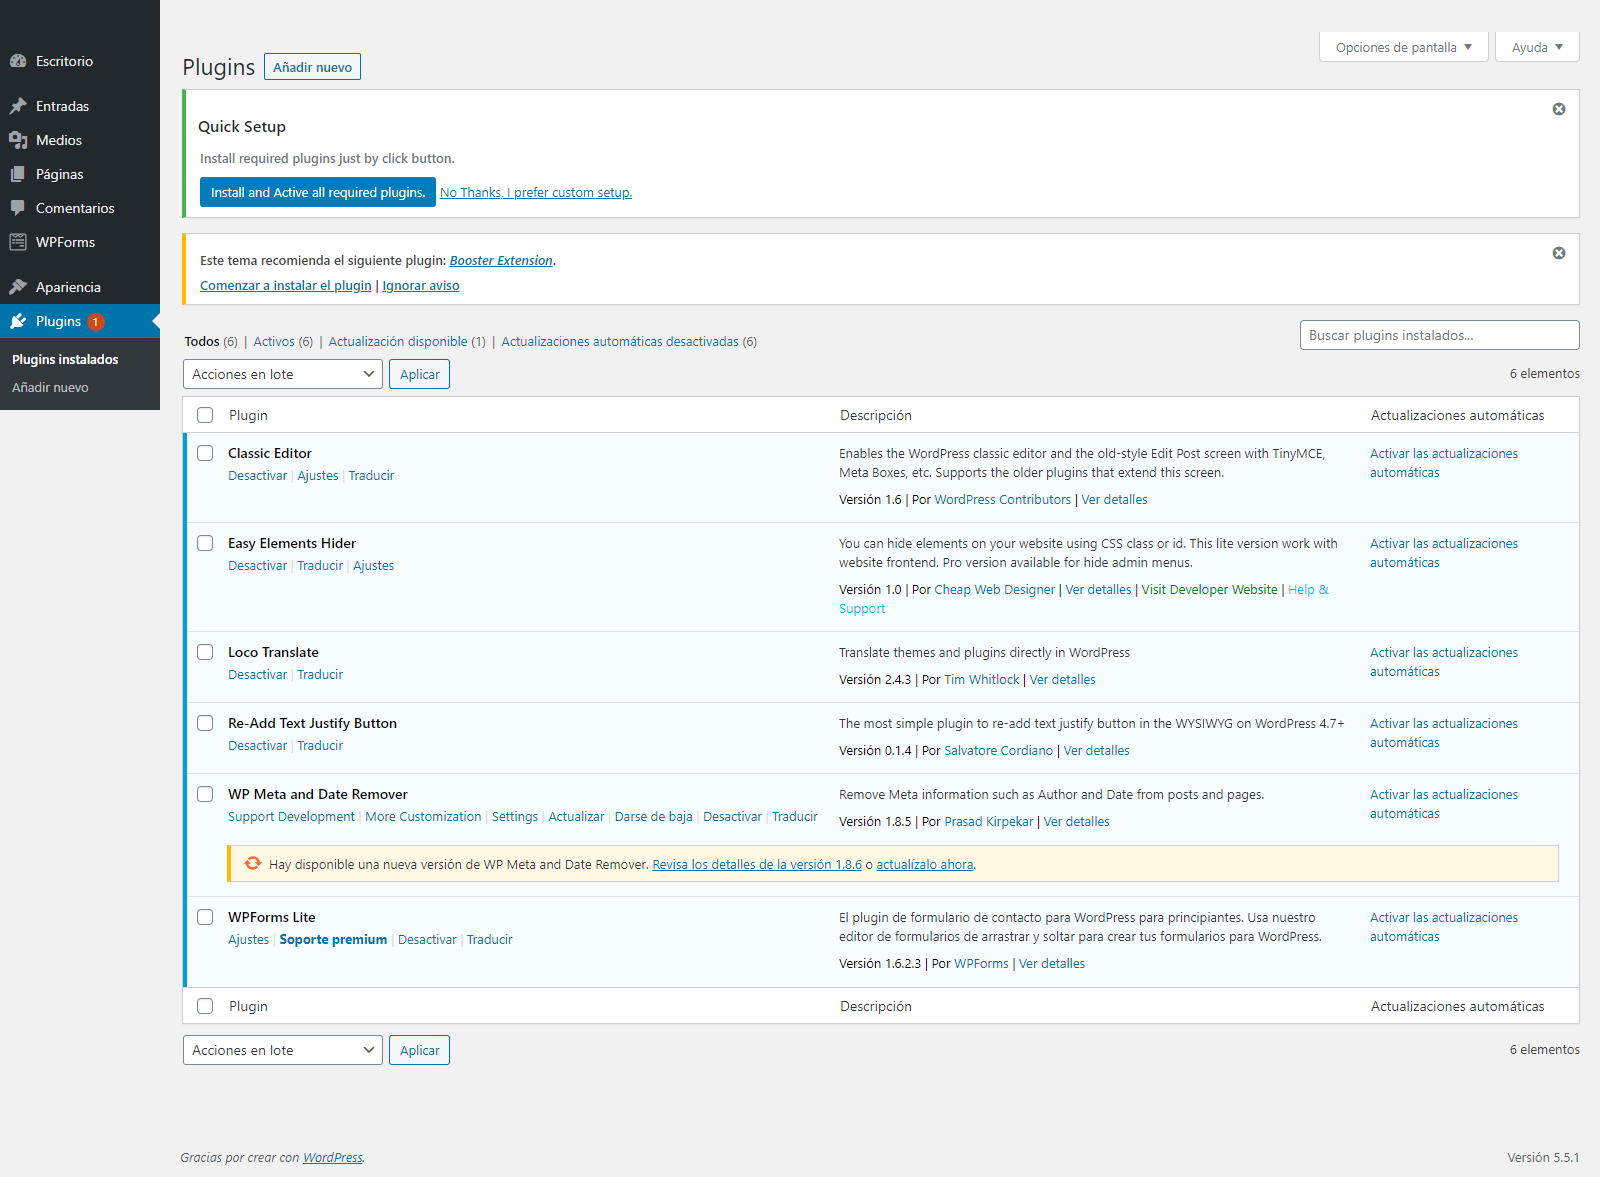 Escritorio
Entradas
Medios
Páginas
Comentarios
WPForms
Apariencia
Plugins 1
Plugins instalados
Añadir nuevo
Opciones de pantalla
Ayuda
Plugins
Añadir nuevo
Quick Setup
Install required plugins just by click button.
Install and Active all required plugins. No Thanks, I prefer custom setup.
Este tema recomienda el siguiente plugin: Booster Extension.
Comenzar a instalar el plugin | Ignorar aviso
Todos (6) | Activos (6) | Actualización disponible (1) | Actualizaciones automáticas desactivadas (6)
Buscar plugins instalados...
Acciones en lote
Aplicar
6 elementos
Plugin
Descripción
Actualizaciones automáticas
Classic Editor
Desactivar | Ajustes | Traducir
Enables the WordPress classic editor and the old-style Edit Post screen with TinyMCE,
Meta Boxes, etc. Supports the older plugins that extend this screen.
Versión 1.6 | Por WordPress Contributors | Ver detalles
Activar las actualizaciones
automáticas
Easy Elements Hider
Desactivar | Traducir | Ajustes
You can hide elements on your website using CSS class or id. This lite version work with
website frontend. Pro version available for hide admin menus.
Versión 1.0 | Por Cheap Web Designer | Ver detalles | Visit Developer Website | Help &
Support
Activar las actualizaciones
automáticas
Loco Translate
Desactivar | Traducir
Translate themes and plugins directly in WordPress
Versión 2.4.3 | Por Tim Whitlock | Ver detalles
Activar las actualizaciones
automáticas
Re-Add Text Justify Button
Desactivar | Traducir
The most simple plugin to re-add text justify button in the WYSIWYG on WordPress 4.7+
Versión 0.1.4 | Por Salvatore Cordiano | Ver detalles
Activar las actualizaciones
automáticas
WP Meta and Date Remover
Support Development | More Customization | Settings | Actualizar | Darse de baja | Desactivar | Traducir
Remove Meta information such as Author and Date from posts and pages.
Versión 1.8.5 | Por Prasad Kirpekar | Ver detalles
Activar las actualizaciones
automáticas
Hay disponible una nueva versión de WP Meta and Date Remover. Revisa los detalles de la versión 1.8.6 o actualízalo ahora.
WPForms Lite
Ajustes | Soporte premium | Desactivar | Traducir
El plugin de formulario de contacto para WordPress para principiantes. Usa nuestro
editor de formularios de arrastrar y soltar para crear tus formularios para WordPress.
Versión 1.6.2.3 | Por WPForms | Ver detalles
Activar las actualizaciones
automáticas
Plugin
Descripción
Actualizaciones automáticas
Acciones en lote
Aplicar
6 elementos
Gracias por crear con WordPress.
Versión 5.5.1